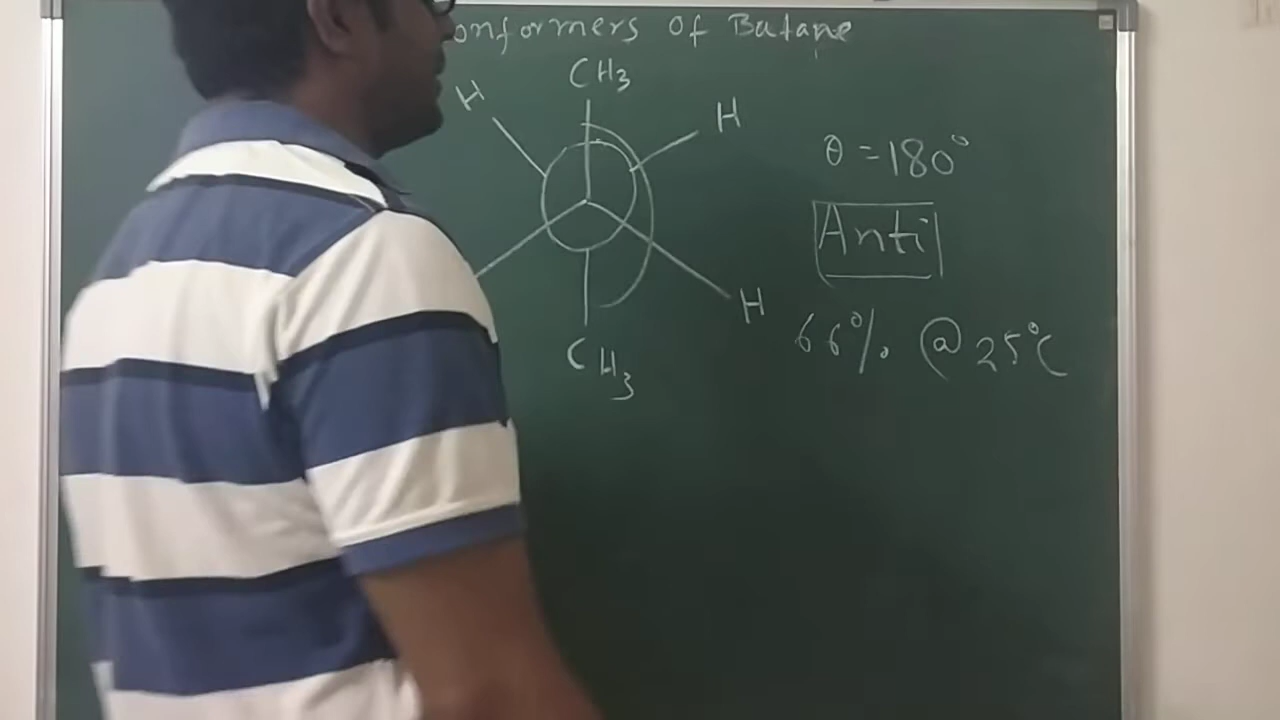 onformers of Butane
CH3
H
H
θ = 180°
Anti
H
66% @ 25°C
CH3